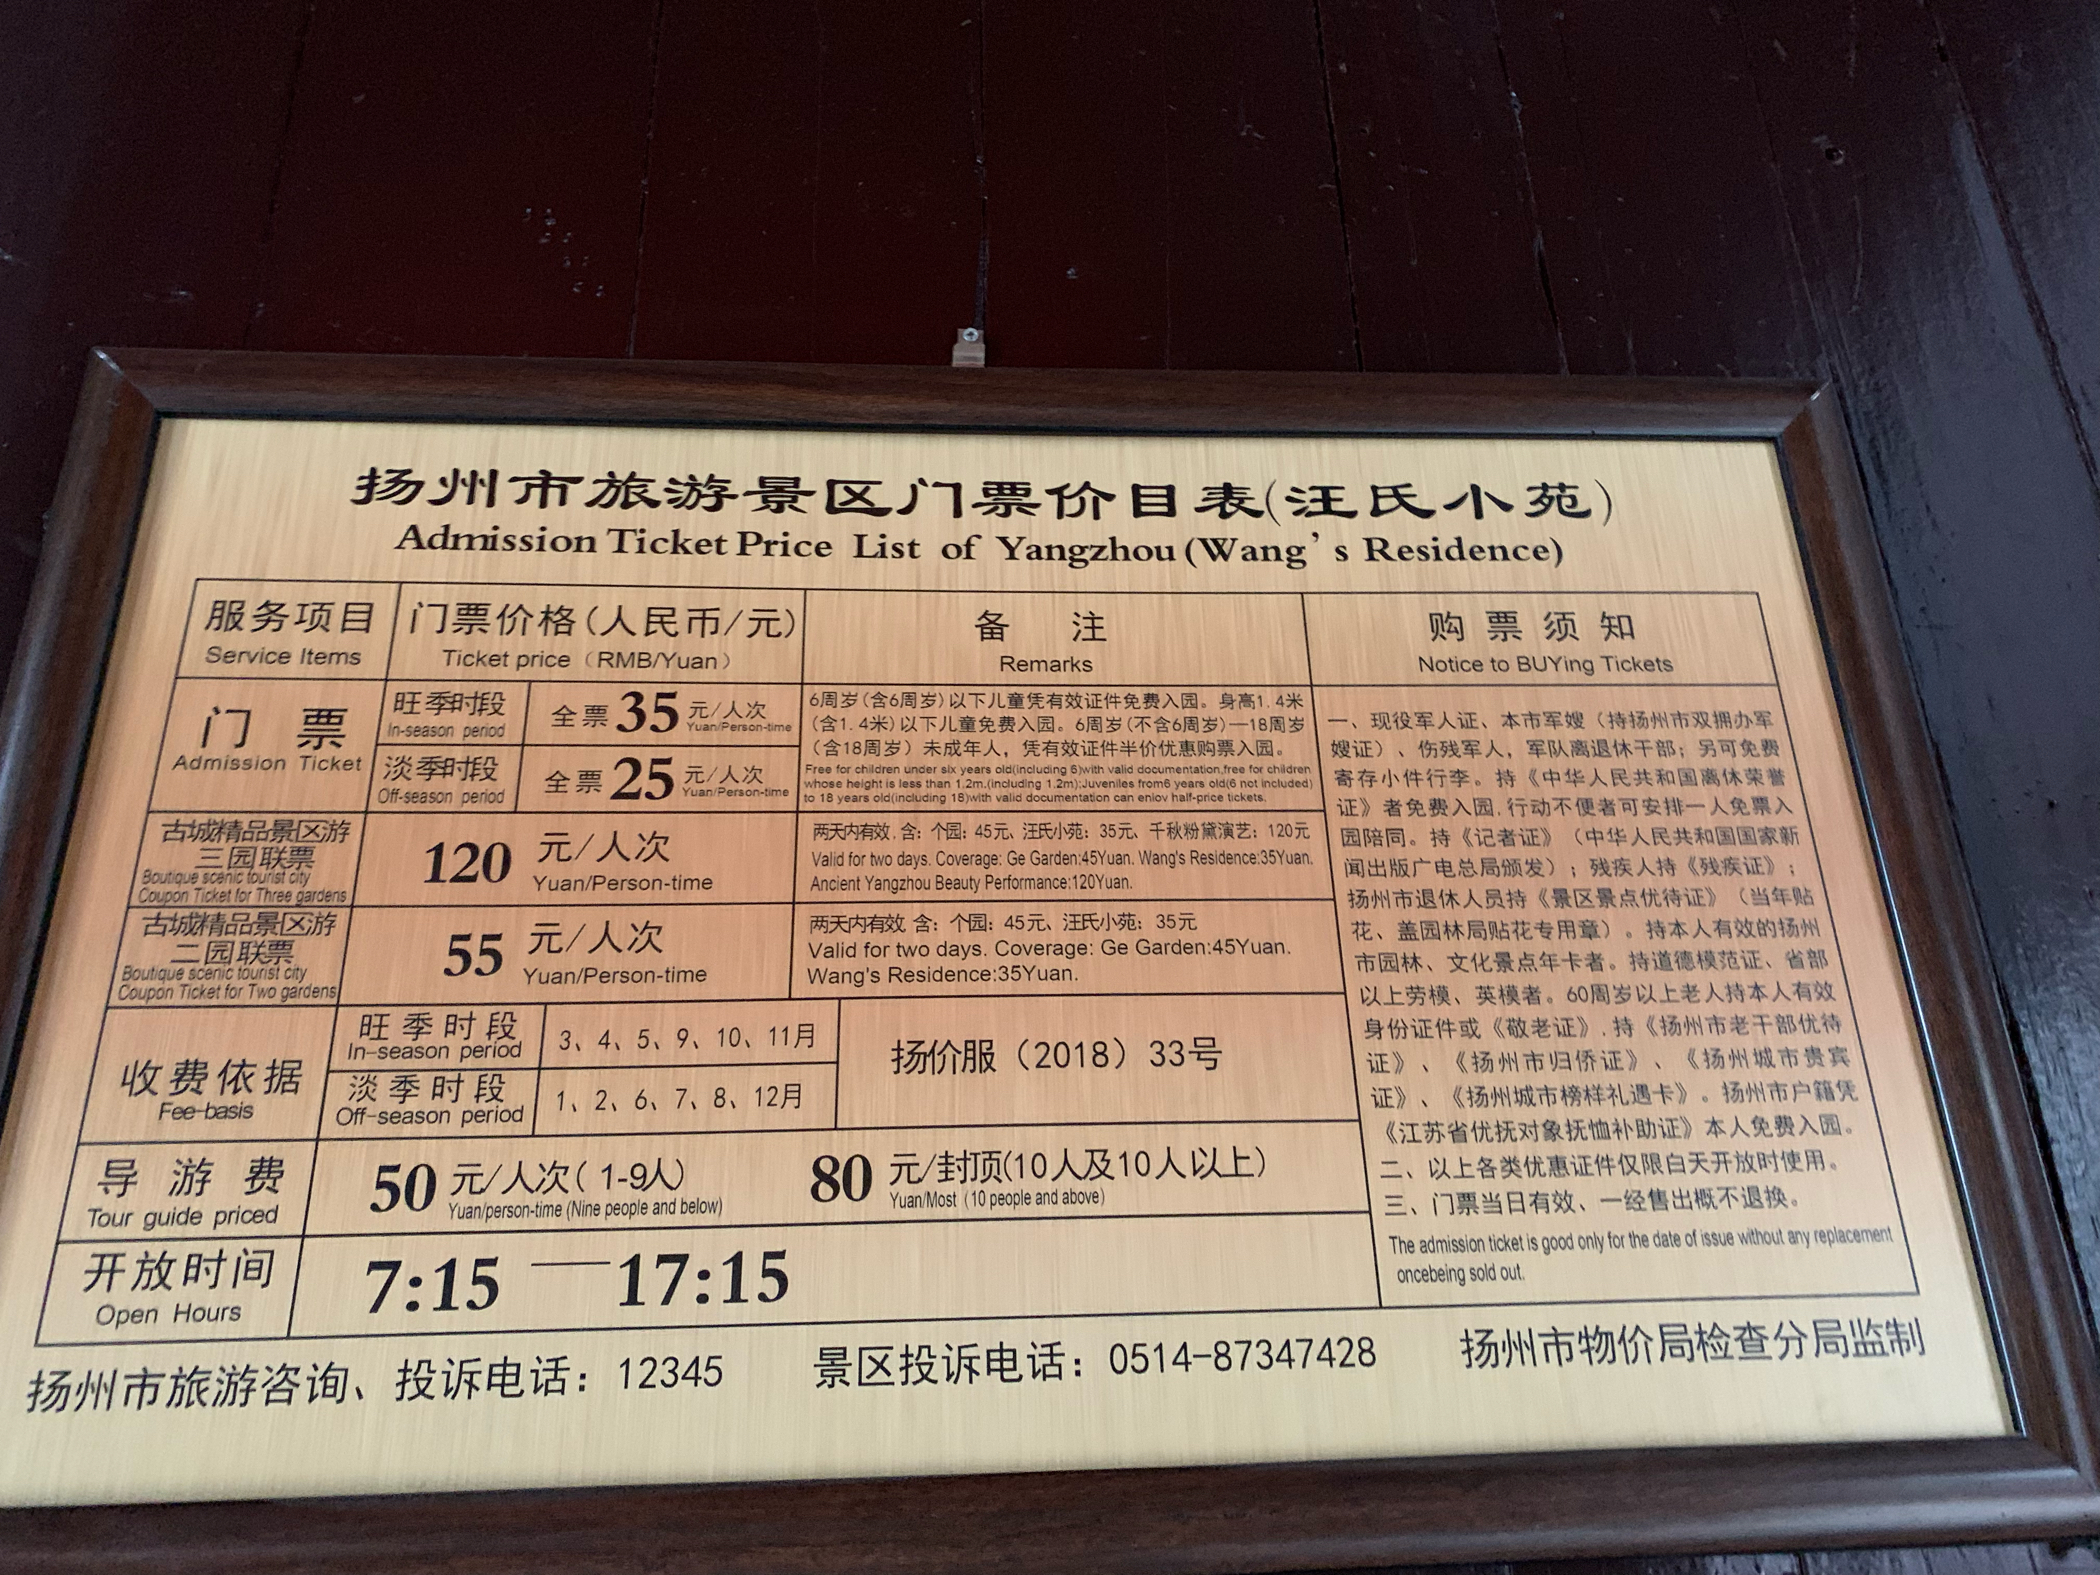 扬州市旅游景区门票价目表(汪氏小苑)
Admission Ticket Price List of Yangzhou (Wang's Residence)
服务项目
Service Items
门票价格(人民币/元)
Ticket price（RMB/Yuan）
备 注
Remarks
购 票 须 知
Notice to BUYing Tickets
门 票
Admission Ticket
旺季时段
In-season period
全票 35 元/人次
Yuan/Person-time
淡季时段
Off-season period
全票 25 元/人次
Yuan/Person-time
6周岁(含6周岁)以下儿童凭有效证件免费入园。身高1.4米
(含1.4米)以下儿童免费入园。6周岁(不含6周岁)—18周岁
(含18周岁) 未成年人，凭有效证件半价优惠购票入园。
Free for children under six years old(including 6)with valid documentation,free for children
whose height is less than 1.2m.(including 1.2m);Juveniles from6 years old(6 not included)
to 18 years old(including 18)with valid documentation can enjoy half-price tickets.
古城精品景区游
三园联票
Boutique scenic tourist city
Coupon Ticket for Three gardens
120 元/人次
Yuan/Person-time
两天内有效. 含：个园：45元、汪氏小苑：35元、千秋粉黛演艺：120元
Valid for two days. Coverage: Ge Garden:45Yuan. Wang's Residence:35Yuan.
Ancient Yangzhou Beauty Performance:120Yuan.
古城精品景区游
二园联票
Boutique scenic tourist city
Coupon Ticket for Two gardens
55 元/人次
Yuan/Person-time
两天内有效 含：个园：45元、汪氏小苑：35元
Valid for two days. Coverage: Ge Garden:45Yuan.
Wang's Residence:35Yuan.
收费依据
Fee-basis
旺季时段
In-season period
3、4、5、9、10、11月
淡季时段
Off-season period
1、2、6、7、8、12月
扬价服（2018）33号
导 游 费
Tour guide priced
50 元/人次( 1-9人)
Yuan/person-time (Nine people and below)
80 元/封顶(10人及10人以上)
Yuan/Most（10 people and above）
开放时间
Open Hours
7:15 —17:15
一、现役军人证、本市军嫂（持扬州市双拥办军
嫂证）、伤残军人，军队离退休干部；另可免费
寄存小件行李。持《中华人民共和国离休荣誉
证》者免费入园.行动不便者可安排一人免票入
园陪同。持《记者证》（中华人民共和国国家新
闻出版广电总局颁发）；残疾人持《残疾证》；
扬州市退休人员持《景区景点优待证》（当年贴
花、盖园林局贴花专用章）。持本人有效的扬州
市园林、文化景点年卡者。持道德模范证、省部
以上劳模、英模者。60周岁以上老人持本人有效
身份证件或《敬老证》.持《扬州市老干部优待
证》、《扬州市归侨证》、《扬州城市贵宾
证》、《扬州城市榜样礼遇卡》。扬州市户籍凭
《江苏省优抚对象抚恤补助证》本人免费入园。
二、以上各类优惠证件仅限白天开放时使用。
三、门票当日有效、一经售出概不退换。
The admission ticket is good only for the date of issue without any replacement
oncebeing sold out.
扬州市旅游咨询、投诉电话：12345
景区投诉电话：0514-87347428
扬州市物价局检查分局监制